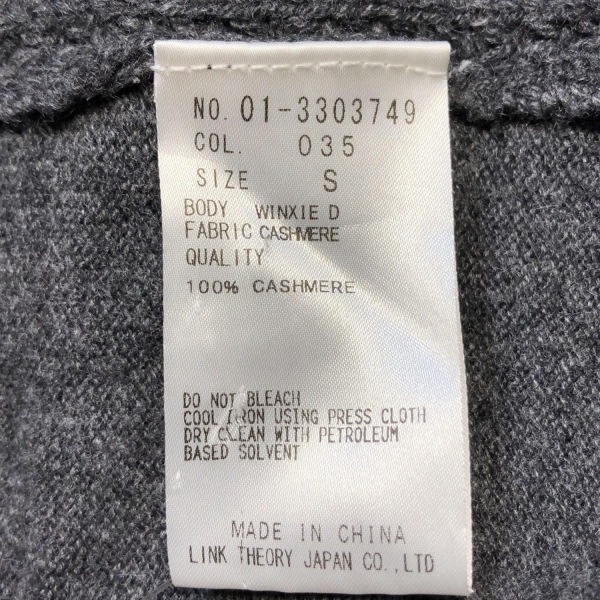 NO. 01-3303749
COL. 035
SIZE S
BODY WINXIE D
FABRIC CASHMERE
QUALITY
100% CASHMERE
DO NOT BLEACH
COOL IRON USING PRESS CLOTH
DRY CLEAN WITH PETROLEUM
BASED SOLVENT
MADE IN CHINA
LINK THEORY JAPAN CO.,LTD